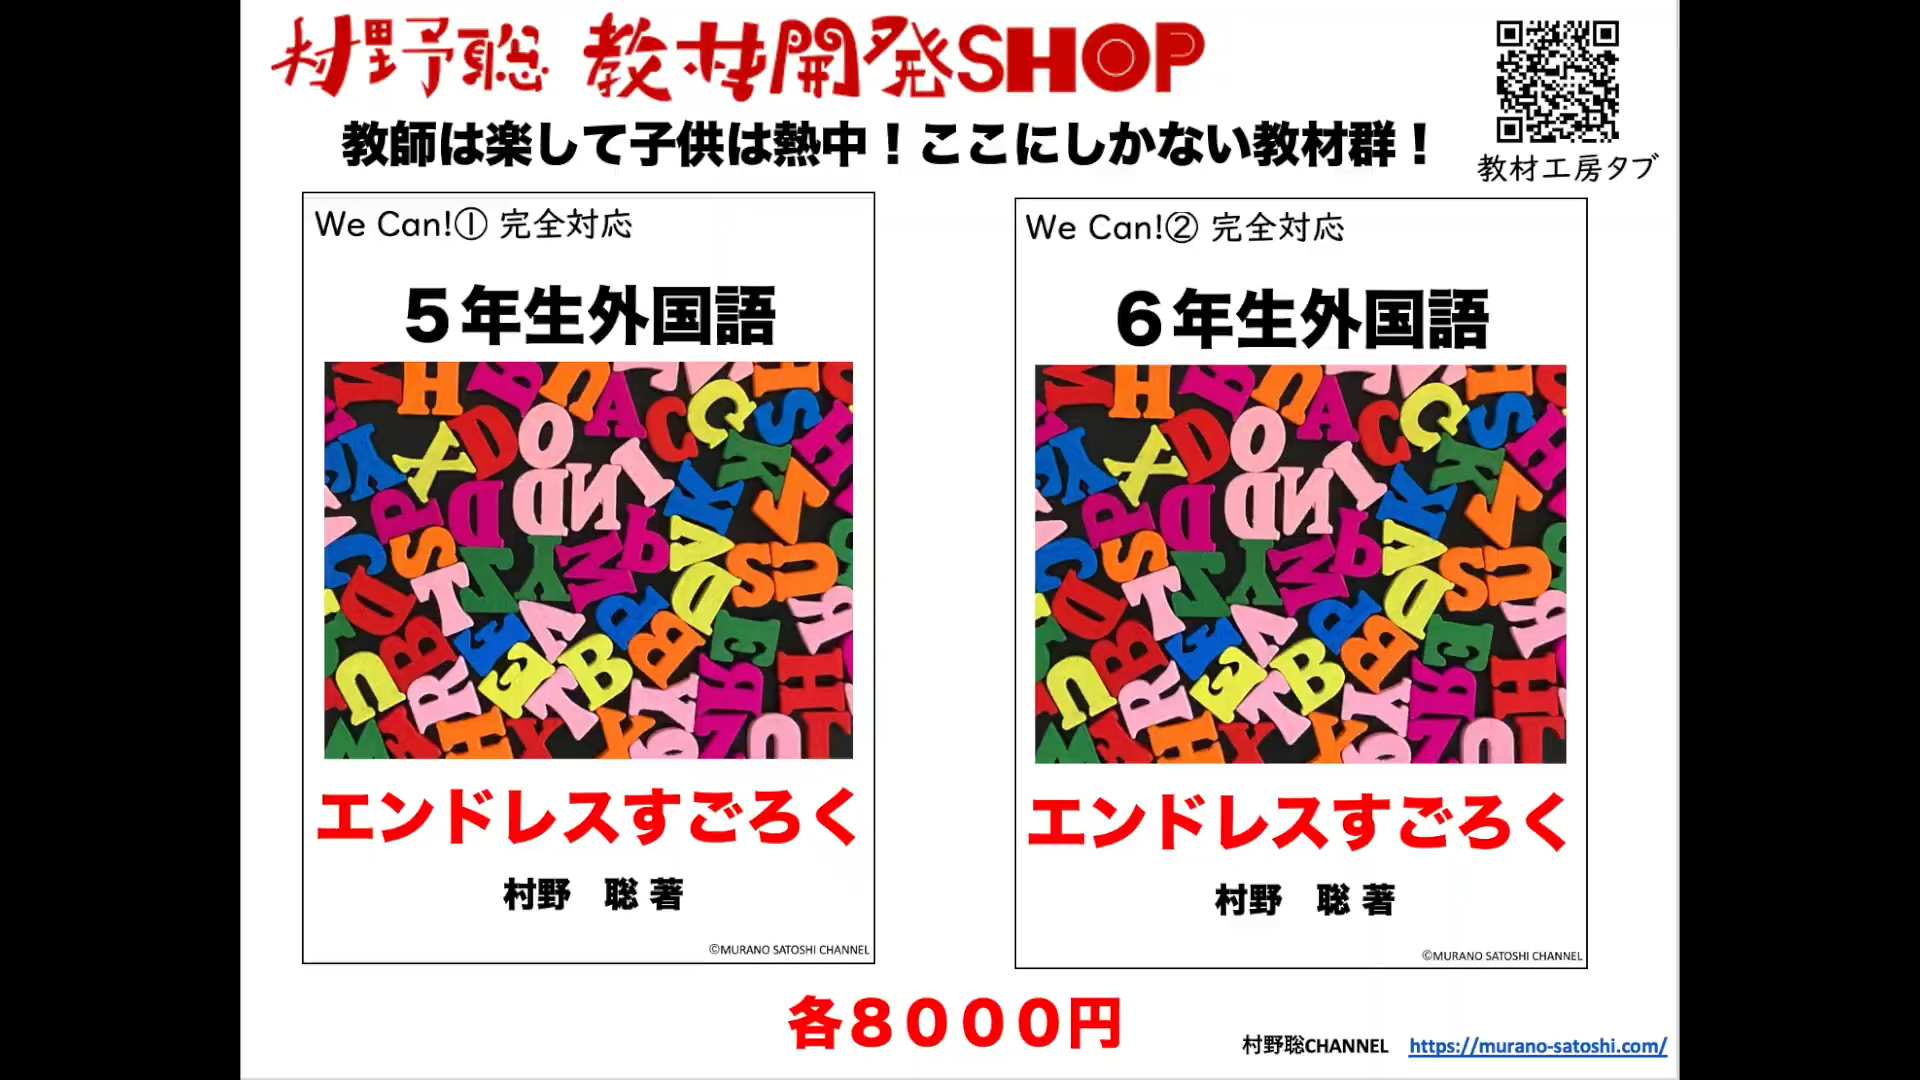 村野聡 教材開発SHOP
教師は楽して子供は熱中！ここにしかない教材群！
教材工房タブ
We Can!① 完全対応
５年生外国語
エンドレスすごろく
村野　聡 著
©MURANO SATOSHI CHANNEL
We Can!② 完全対応
６年生外国語
エンドレスすごろく
村野　聡 著
©MURANO SATOSHI CHANNEL
各８０００円
村野聡CHANNEL https://murano-satoshi.com/